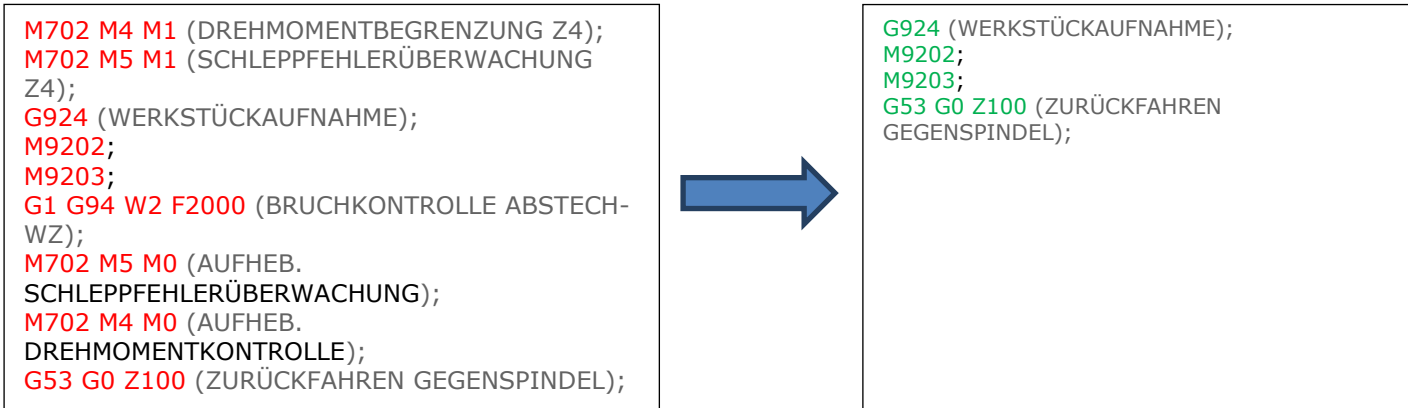 M702 M4 M1 (DREHMOMENTBEGRENZUNG Z4);
M702 M5 M1 (SCHLEPPFEHLERÜBERWACHUNG
Z4);
G924 (WERKSTÜCKAUFNAHME);
M9202;
M9203;
G1 G94 W2 F2000 (BRUCHKONTROLLE ABSTECH-
WZ);
M702 M5 M0 (AUFHEB.
SCHLEPPFEHLERÜBERWACHUNG);
M702 M4 M0 (AUFHEB.
DREHMOMENTKONTROLLE);
G53 G0 Z100 (ZURÜCKFAHREN GEGENSPINDEL);
G924 (WERKSTÜCKAUFNAHME);
M9202;
M9203;
G53 G0 Z100 (ZURÜCKFAHREN
GEGENSPINDEL);